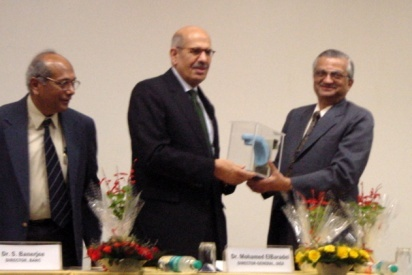 Dr. S. Banerjee
DIRECTOR, BARC
Dr. Mohamed ElBaradei
DIRECTOR GENERAL, IAEA